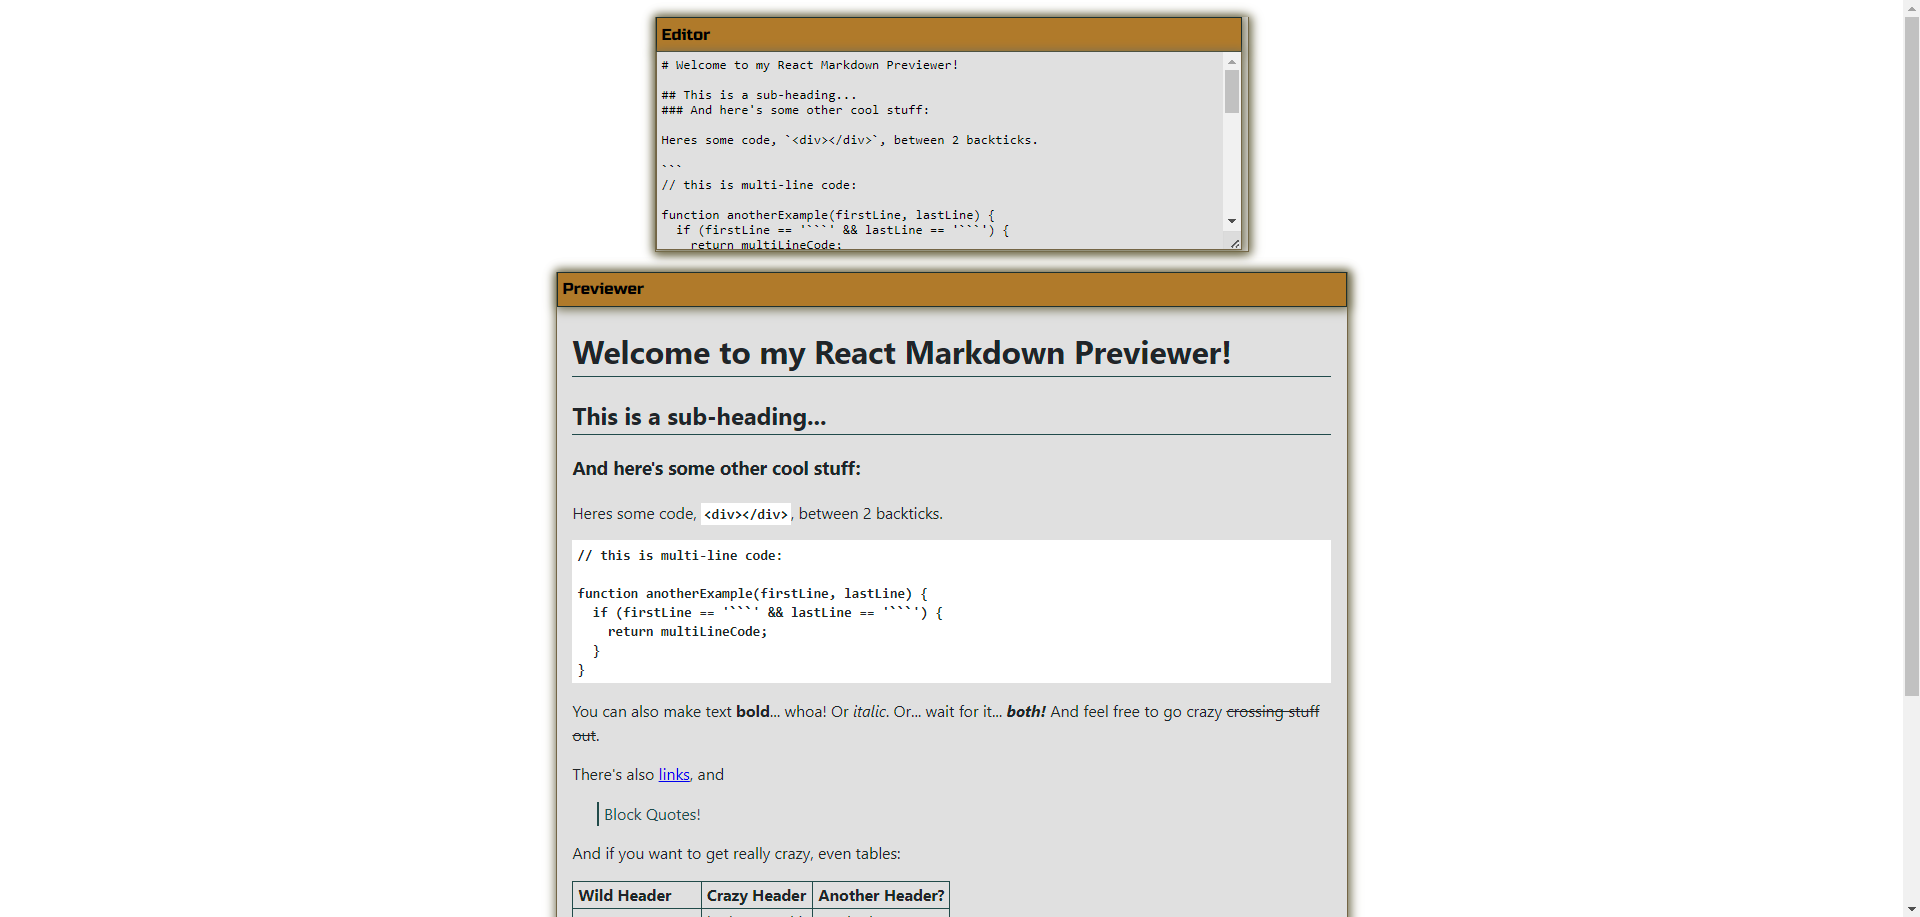 Editor
# Welcome to my React Markdown Previewer!
## This is a sub-heading...
### And here's some other cool stuff:
Heres some code, `<div></div>`, between 2 backticks.
```
// this is multi-line code:
function anotherExample(firstLine, lastLine) {
  if (firstLine == '```' && lastLine == '```') {
    return multiLineCode;
Previewer
Welcome to my React Markdown Previewer!
This is a sub-heading...
And here's some other cool stuff:
Heres some code, <div></div>, between 2 backticks.
// this is multi-line code:
function anotherExample(firstLine, lastLine) {
  if (firstLine == '```' && lastLine == '```') {
    return multiLineCode;
  }
}
You can also make text bold... whoa! Or italic. Or... wait for it... both! And feel free to go crazy crossing stuff
out.
There's also links, and
Block Quotes!
And if you want to get really crazy, even tables:
Wild Header Crazy Header Another Header?